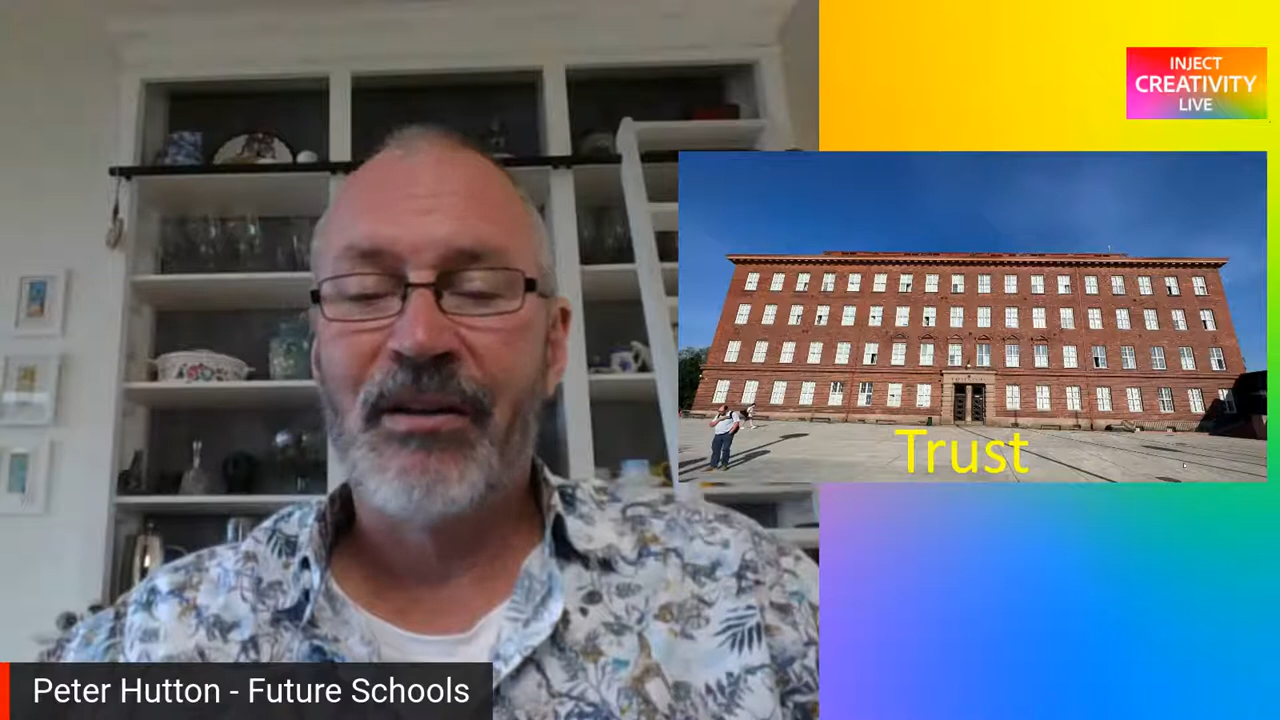 INJECT
CREATIVITY
LIVE
Trust
Peter Hutton - Future Schools